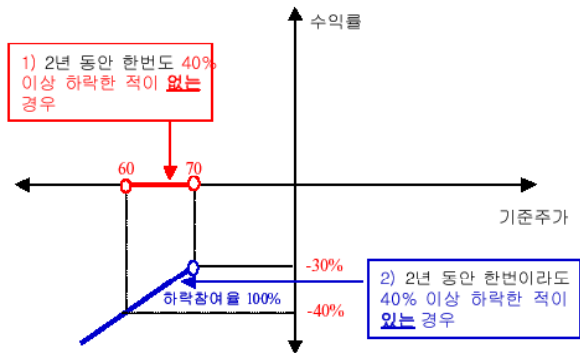 수익률
1) 2년 동안 한번도 40%
이상 하락한 적이 없는
경우
60
70
기준주가
-30%
하락참여율 100%
-40%
2) 2년 동안 한번이라도
40% 이상 하락한 적이
있는 경우